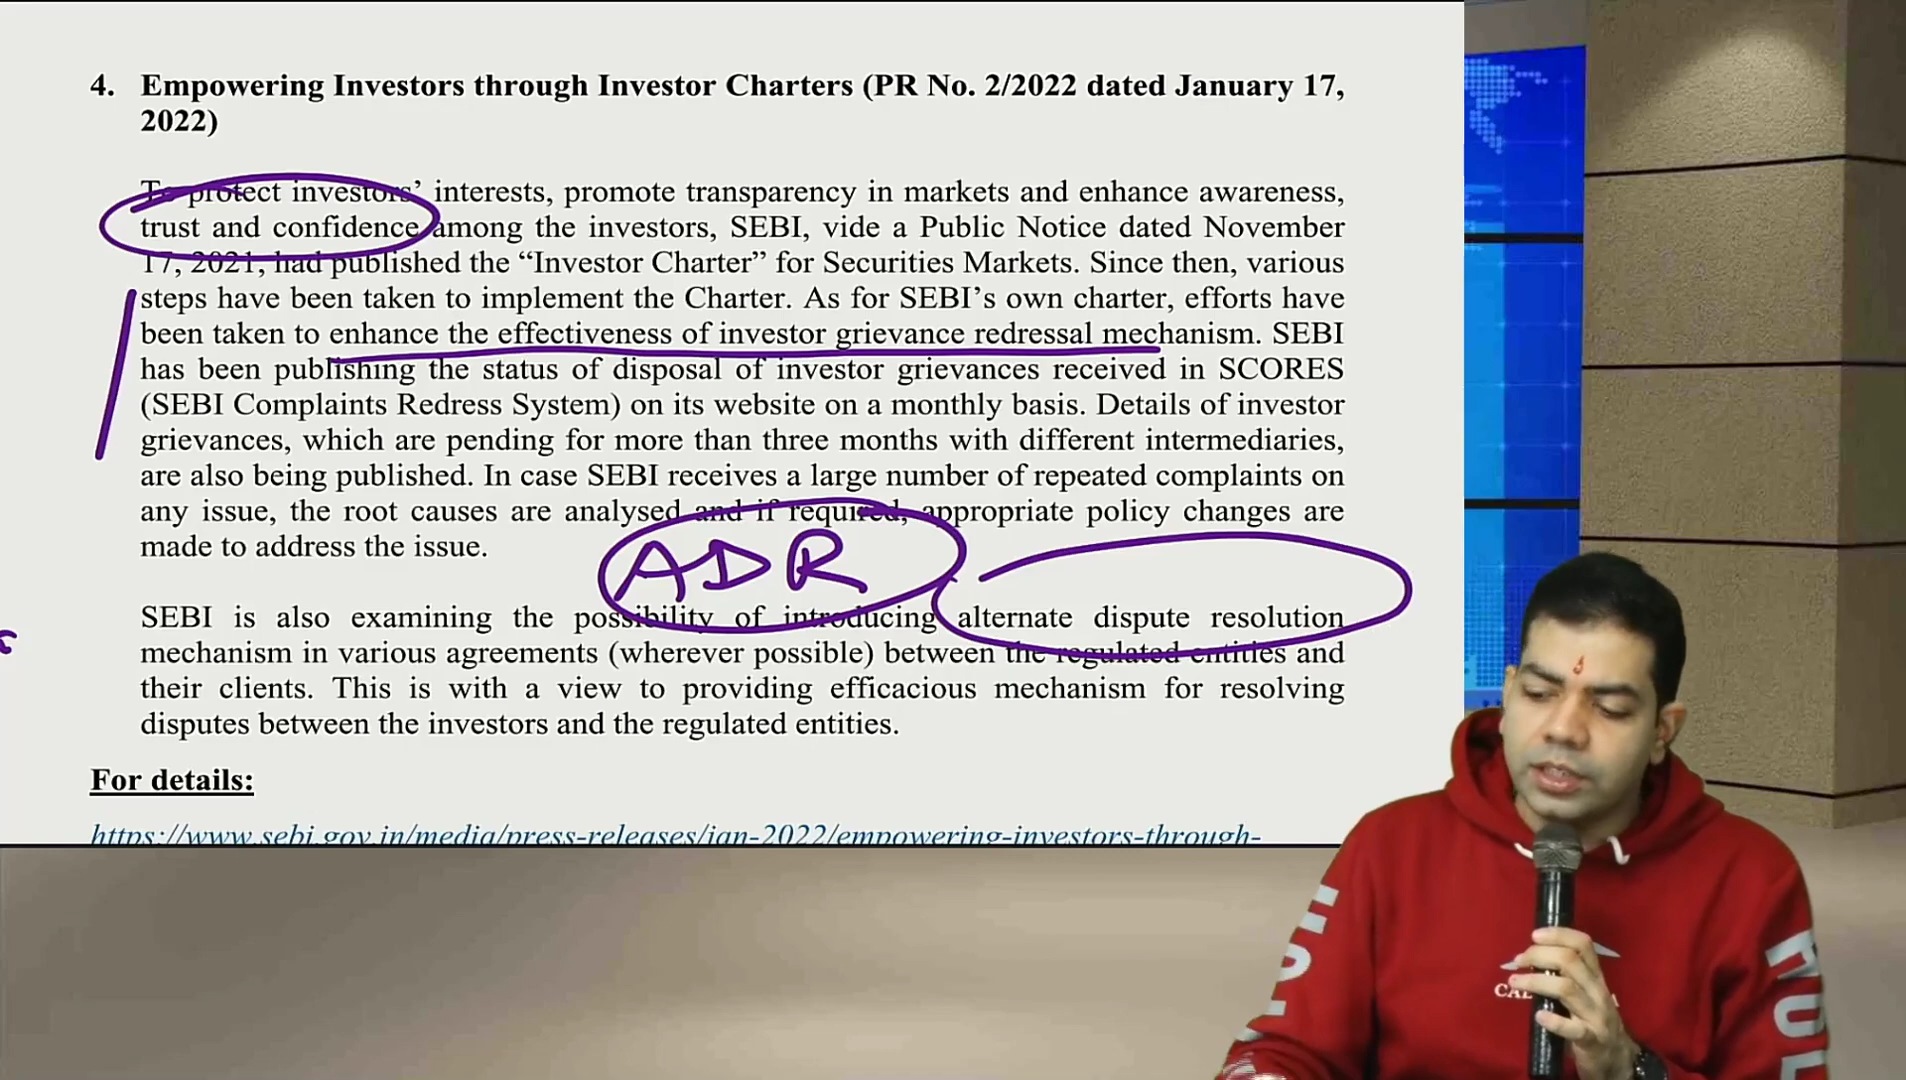 4. Empowering Investors through Investor Charters (PR No. 2/2022 dated January 17,
2022)
To protect investors’ interests, promote transparency in markets and enhance awareness,
trust and confidence among the investors, SEBI, vide a Public Notice dated November
17, 2021, had published the “Investor Charter” for Securities Markets. Since then, various
steps have been taken to implement the Charter. As for SEBI’s own charter, efforts have
been taken to enhance the effectiveness of investor grievance redressal mechanism. SEBI
has been publishing the status of disposal of investor grievances received in SCORES
(SEBI Complaints Redress System) on its website on a monthly basis. Details of investor
grievances, which are pending for more than three months with different intermediaries,
are also being published. In case SEBI receives a large number of repeated complaints on
any issue, the root causes are analysed and if required, appropriate policy changes are
made to address the issue.
ADR
SEBI is also examining the possibility of introducing alternate dispute resolution
mechanism in various agreements (wherever possible) between the regulated entities and
their clients. This is with a view to providing efficacious mechanism for resolving
disputes between the investors and the regulated entities.
For details:
https://www.sebi.gov.in/media/press-releases/jan-2022/empowering-investors-through-